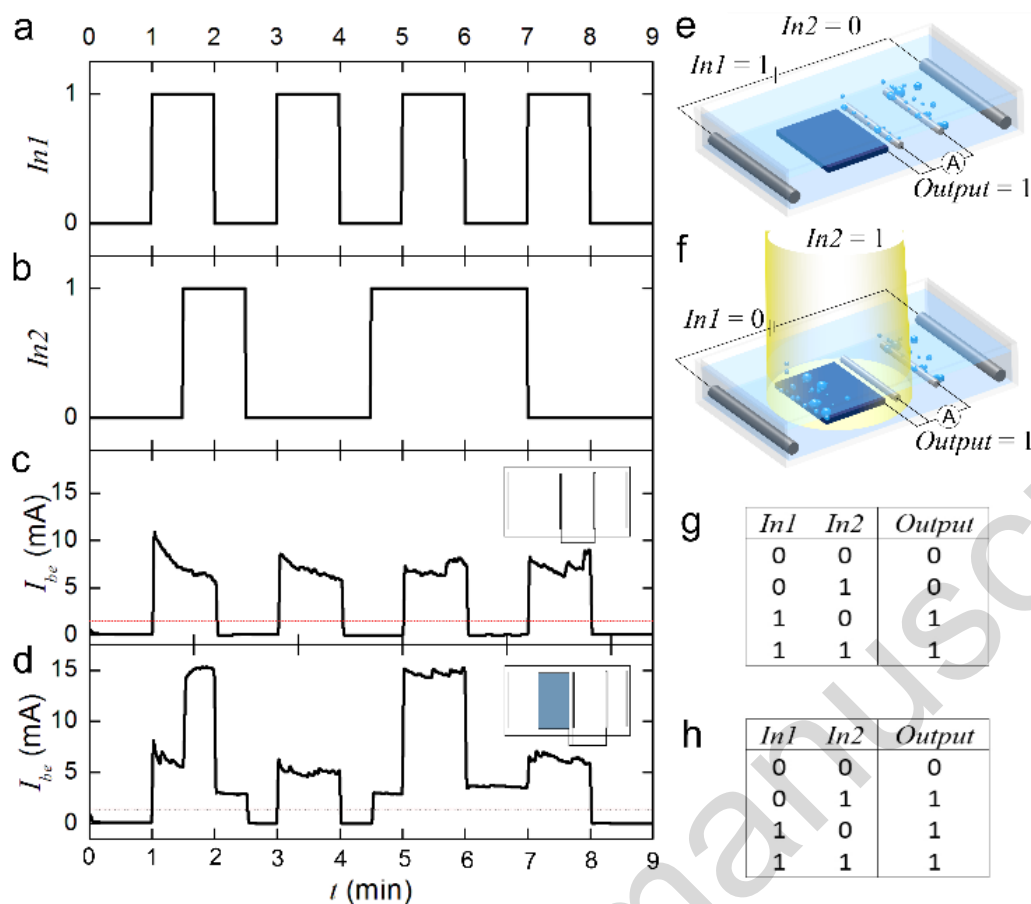 a
0 1 2 3 4 5 6 7 8 9
1
In1
0
b
1
In2
0
c
15
10
5
0
I_be (mA)
d
15
10
5
0
I_be (mA)
0 1 2 3 4 5 6 7 8 9
t (min)
e
In2 = 0
In1 = 1
A
Output = 1
f
In2 = 1
In1 = 0
A
Output = 1
g
In1 In2 Output
0 0 0
0 1 0
1 0 1
1 1 1
h
In1 In2 Output
0 0 0
0 1 1
1 0 1
1 1 1
manusc